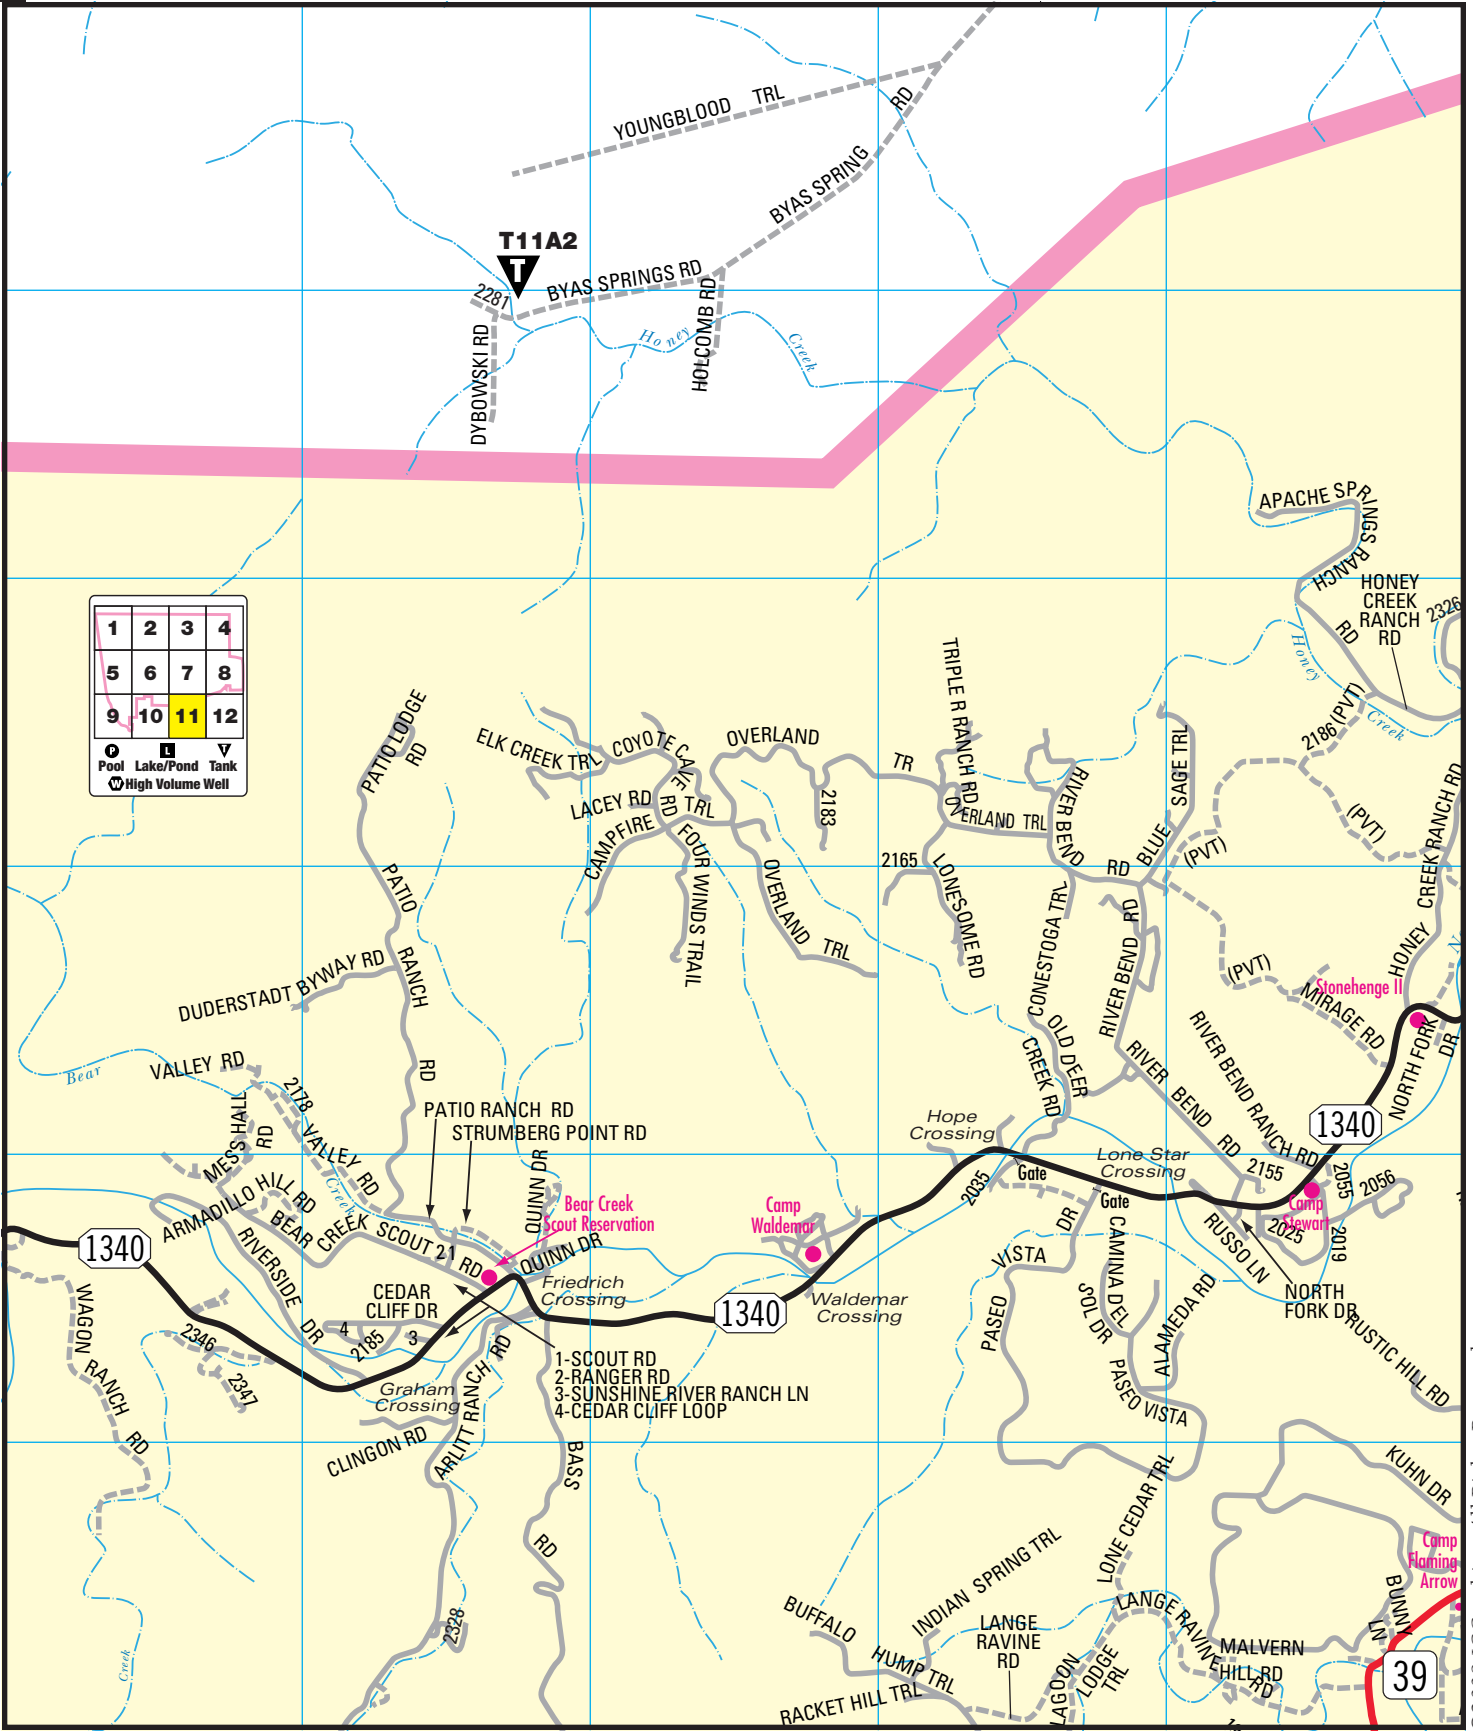 YOUNGBLOOD TRL
BYAS SPRING RD
T11A2
T
2281
BYAS SPRINGS RD
DYBOWSKI RD
HOLCOMB RD
Honey
Creek
APACHE SPRINGS RANCH RD
HONEY
CREEK
RANCH
RD
2326
Honey
Creek
1 2 3 4
5 6 7 8
9 10 11 12
P L T
Pool Lake/Pond Tank
W High Volume Well
PATIO LODGE
RD
ELK CREEK TRL
COYOTE CAVE
RD
OVERLAND
TR
TRIPLE R RANCH RD
2186 (PVT)
LACEY RD
TRL
CAMPFIRE
FOUR WINDS TRAIL
2183
OVERLAND TRL
RIVER BEND
RD
BLUE
SAGE TRL
(PVT)
(PVT)
HONEY CREEK RANCH RD
2165
LONESOME RD
OVERLAND TRL
PATIO
RANCH
RD
CONESTOGA TRL
RIVER BEND RD
(PVT)
DUDERSTADT BYWAY RD
Stonehenge II
MIRAGE RD
Bear
VALLEY RD
OLD DEER
CREEK RD
RIVER BEND RD
RIVER BEND RANCH RD
NORTH FORK
DR
2178
VALLEY RD
Creek
MESS HALL
RD
PATIO RANCH RD
STRUMBERG POINT RD
Hope
Crossing
Lone Star
Crossing
1340
2155
2055
2056
Gate
Gate
2035
ARMADILLO HILL RD
BEAR CREEK
SCOUT
21 RD
QUINN DR
Bear Creek
Scout Reservation
QUINN DR
Camp
Waldemar
Camp
Stewart
2025
2019
RUSSO LN
NORTH
FORK DR
1340
RIVERSIDE
DR
CEDAR
CLIFF DR
4
2185
3
Friedrich
Crossing
1340
Waldemar
Crossing
VISTA
DR
PASEO
CAMINA DEL
SOL DR
ALAMEDA RD
PASEO VISTA
RUSTIC HILL RD
WAGON
RANCH
RD
2346
2347
Graham
Crossing
CLINGON RD
ARLITT RANCH RD
1-SCOUT RD
2-RANGER RD
3-SUNSHINE RIVER RANCH LN
4-CEDAR CLIFF LOOP
BASS
RD
KUHN DR
LONE CEDAR TRL
INDIAN SPRING TRL
Camp
Flaming
Arrow
BUNNY
LN
BUFFALO
HUMP TRL
RACKET HILL TRL
LANGE
RAVINE
RD
LAGOON
LODGE
TRL
LANGE RAVINE
RD
MALVERN
HILL RD
39
2328
Creek